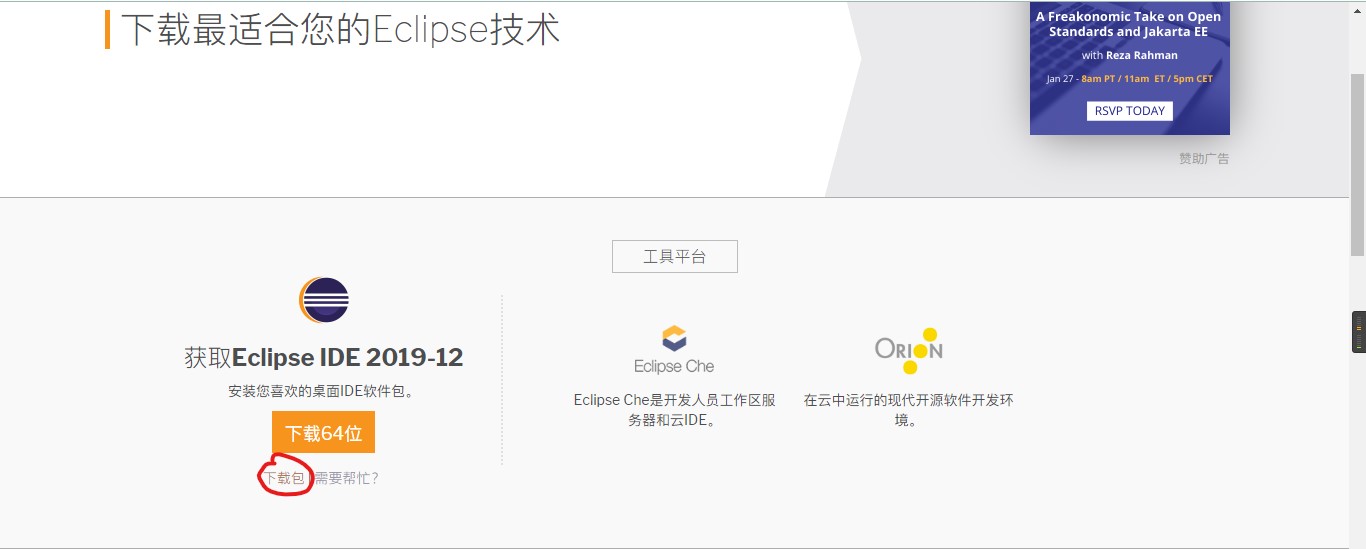 下载最适合您的Eclipse技术
A Freakonomic Take on Open
Standards and Jakarta EE
with Reza Rahman
Jan 27 - 8am PT / 11am ET / 5pm CET
RSVP TODAY
赞助广告
工具平台
获取Eclipse IDE 2019-12
安装您喜欢的桌面IDE软件包。
下载64位
下载包 | 需要帮忙?
Eclipse Che
Eclipse Che是开发人员工作区服
务器和云IDE。
ORION
在云中运行的现代开源软件开发环
境。